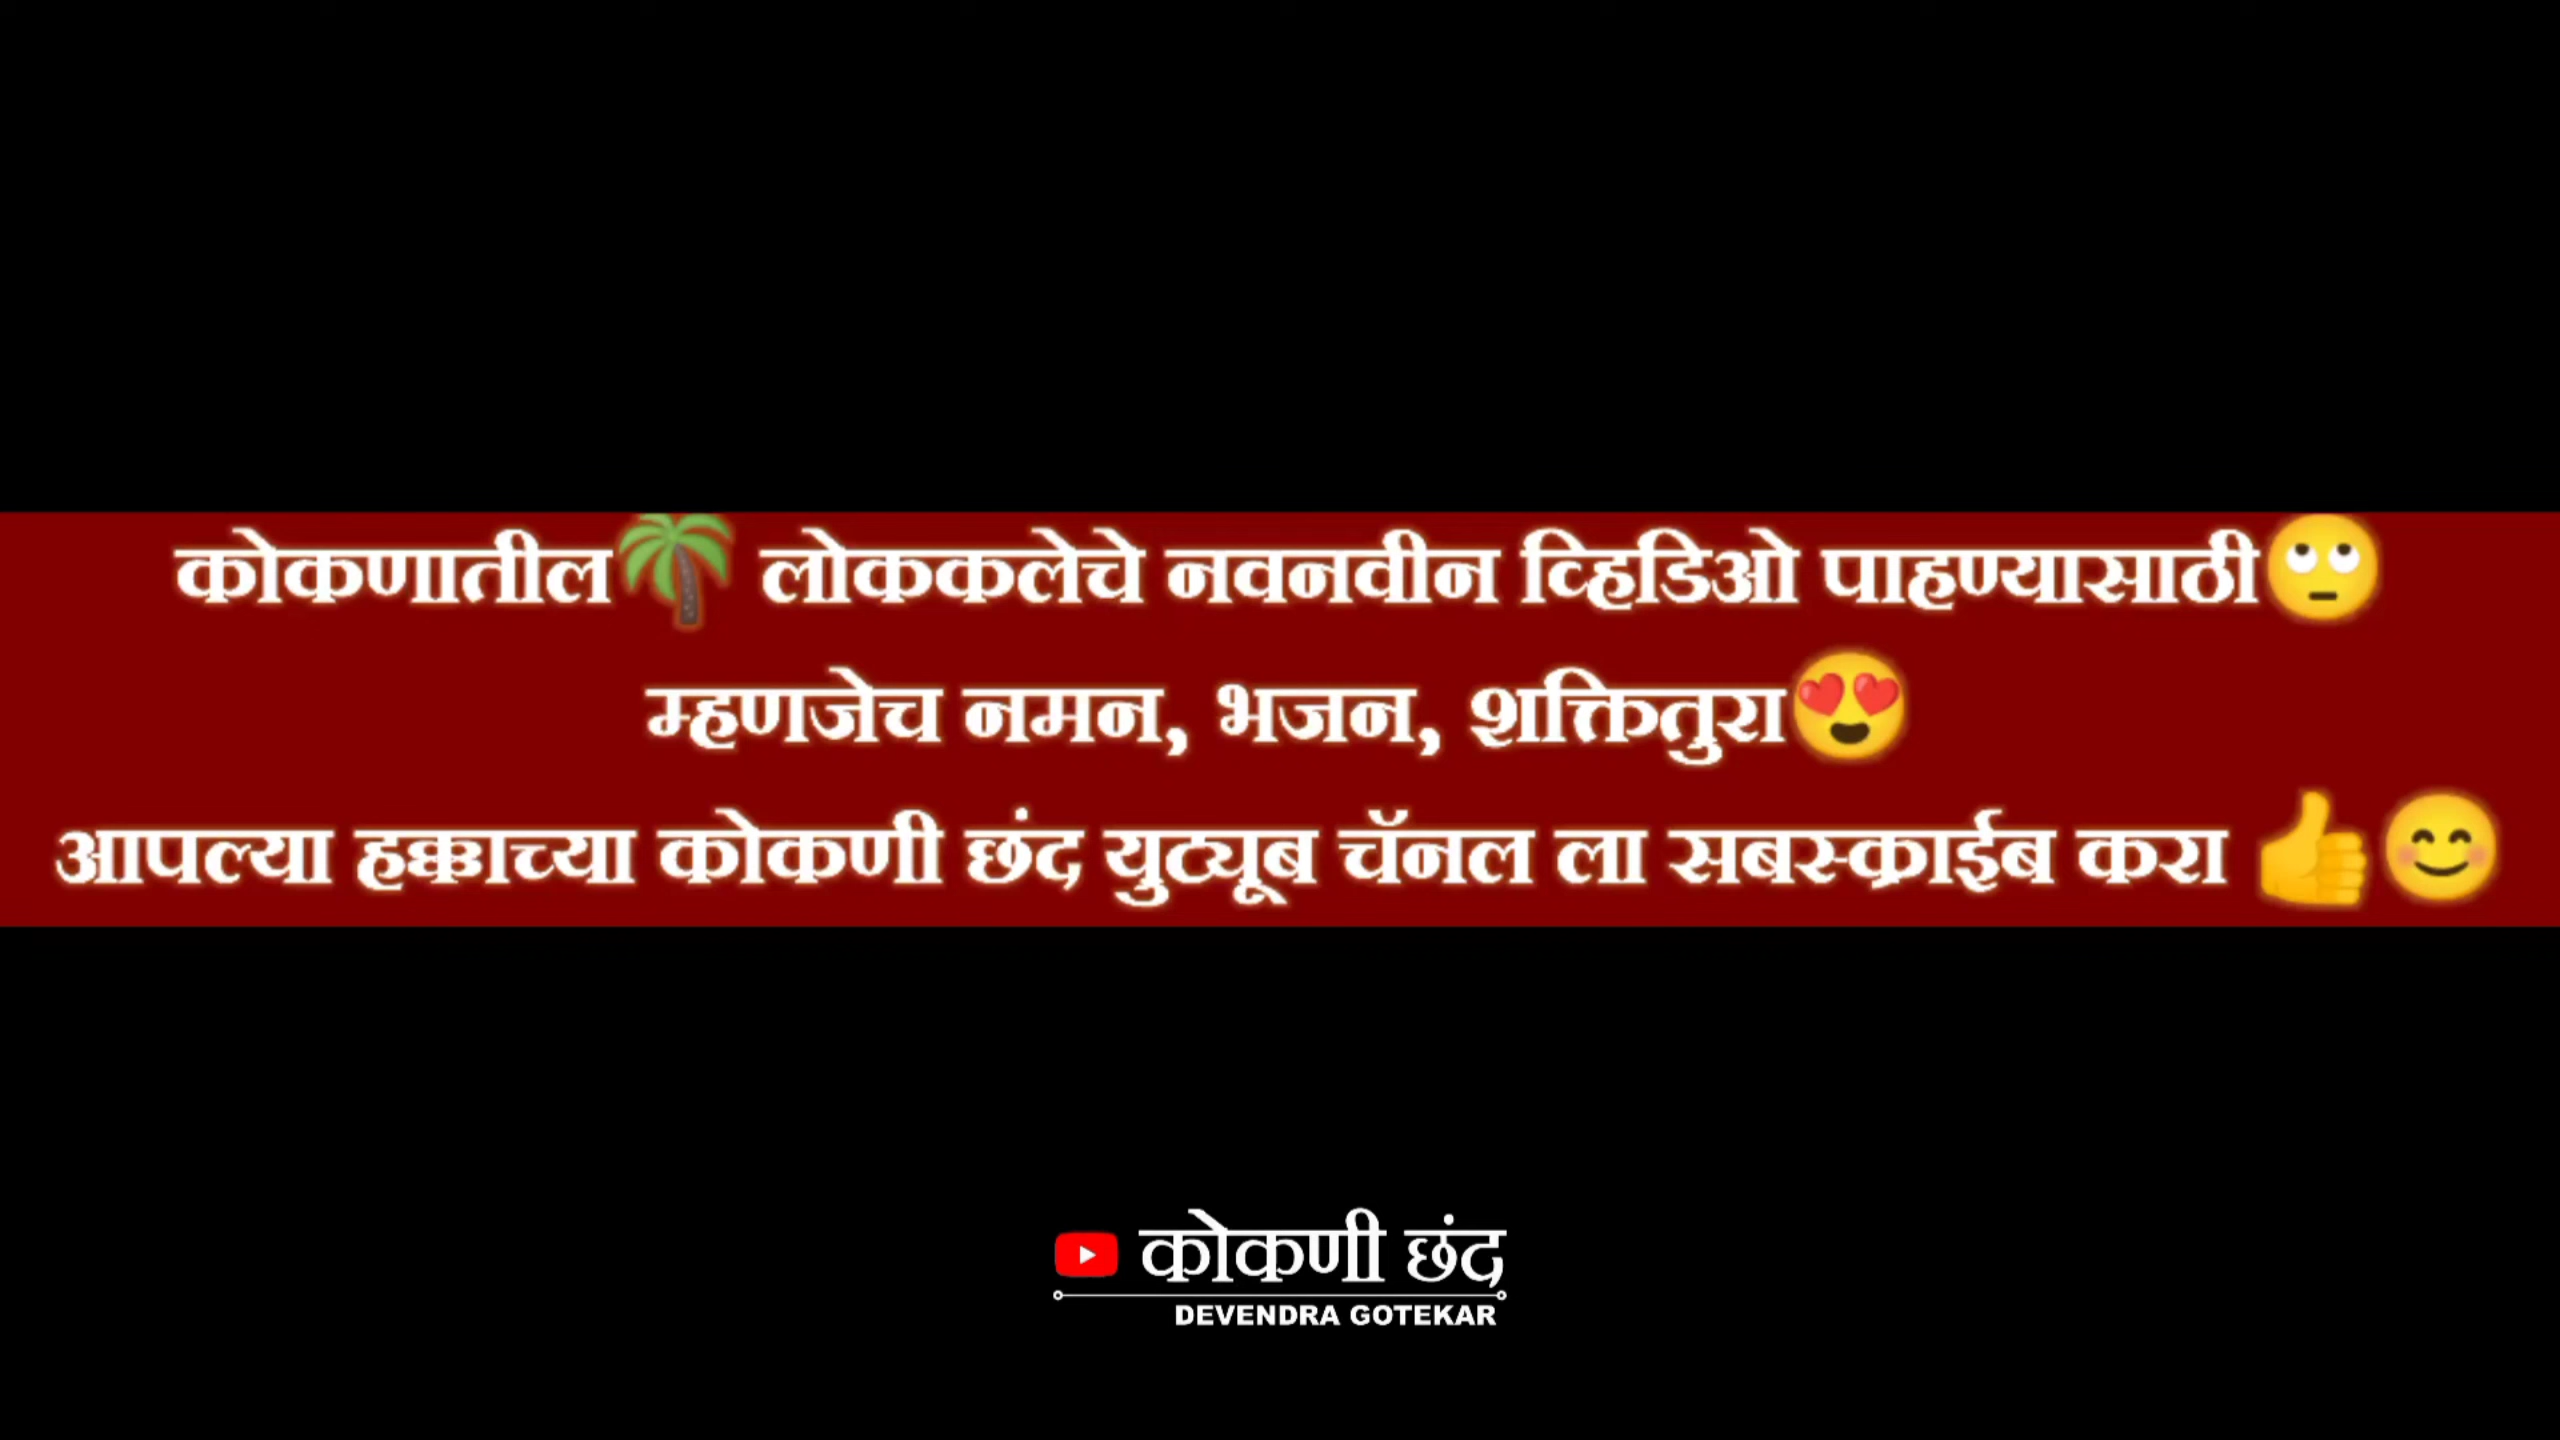 कोकणातील🌴 लोककलेचे नवनवीन व्हिडिओ पाहण्यासाठी🙄
म्हणजेच नमन, भजन, शक्तितुरा😍
आपल्या हक्काच्या कोकणी छंद युट्यूब चॅनल ला सबस्क्राईब करा 👍😊
कोकणी छंद
DEVENDRA GOTEKAR